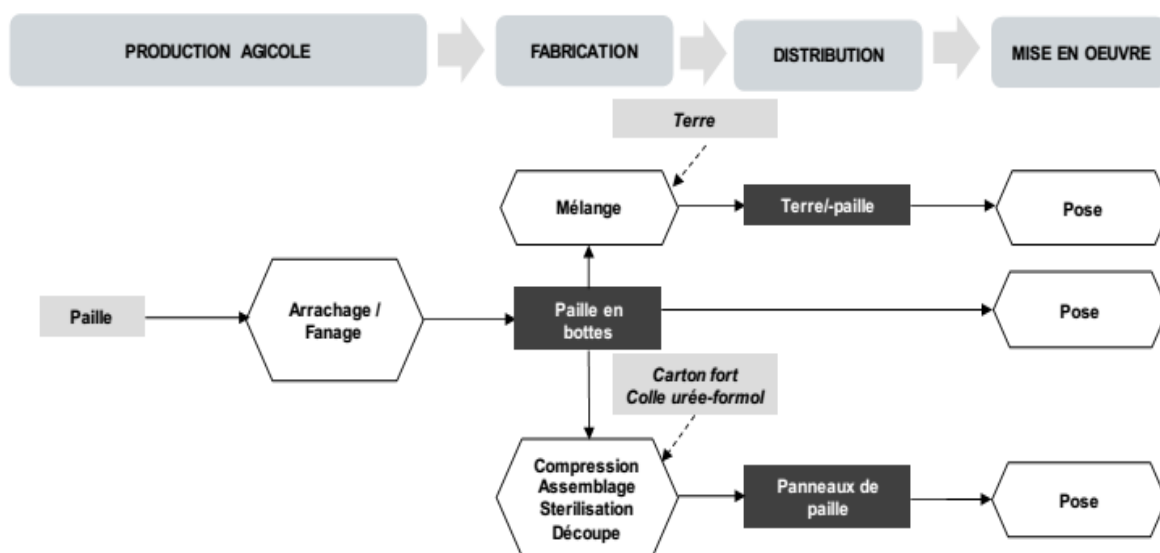 PRODUCTION AGICOLE
FABRICATION
DISTRIBUTION
MISE EN OEUVRE
Terre
Mélange
Terre/-paille
Pose
Paille
Arrachage /
Fanage
Paille en
bottes
Pose
Carton fort
Colle urée-formol
Compression
Assemblage
Sterilisation
Découpe
Panneaux de
paille
Pose